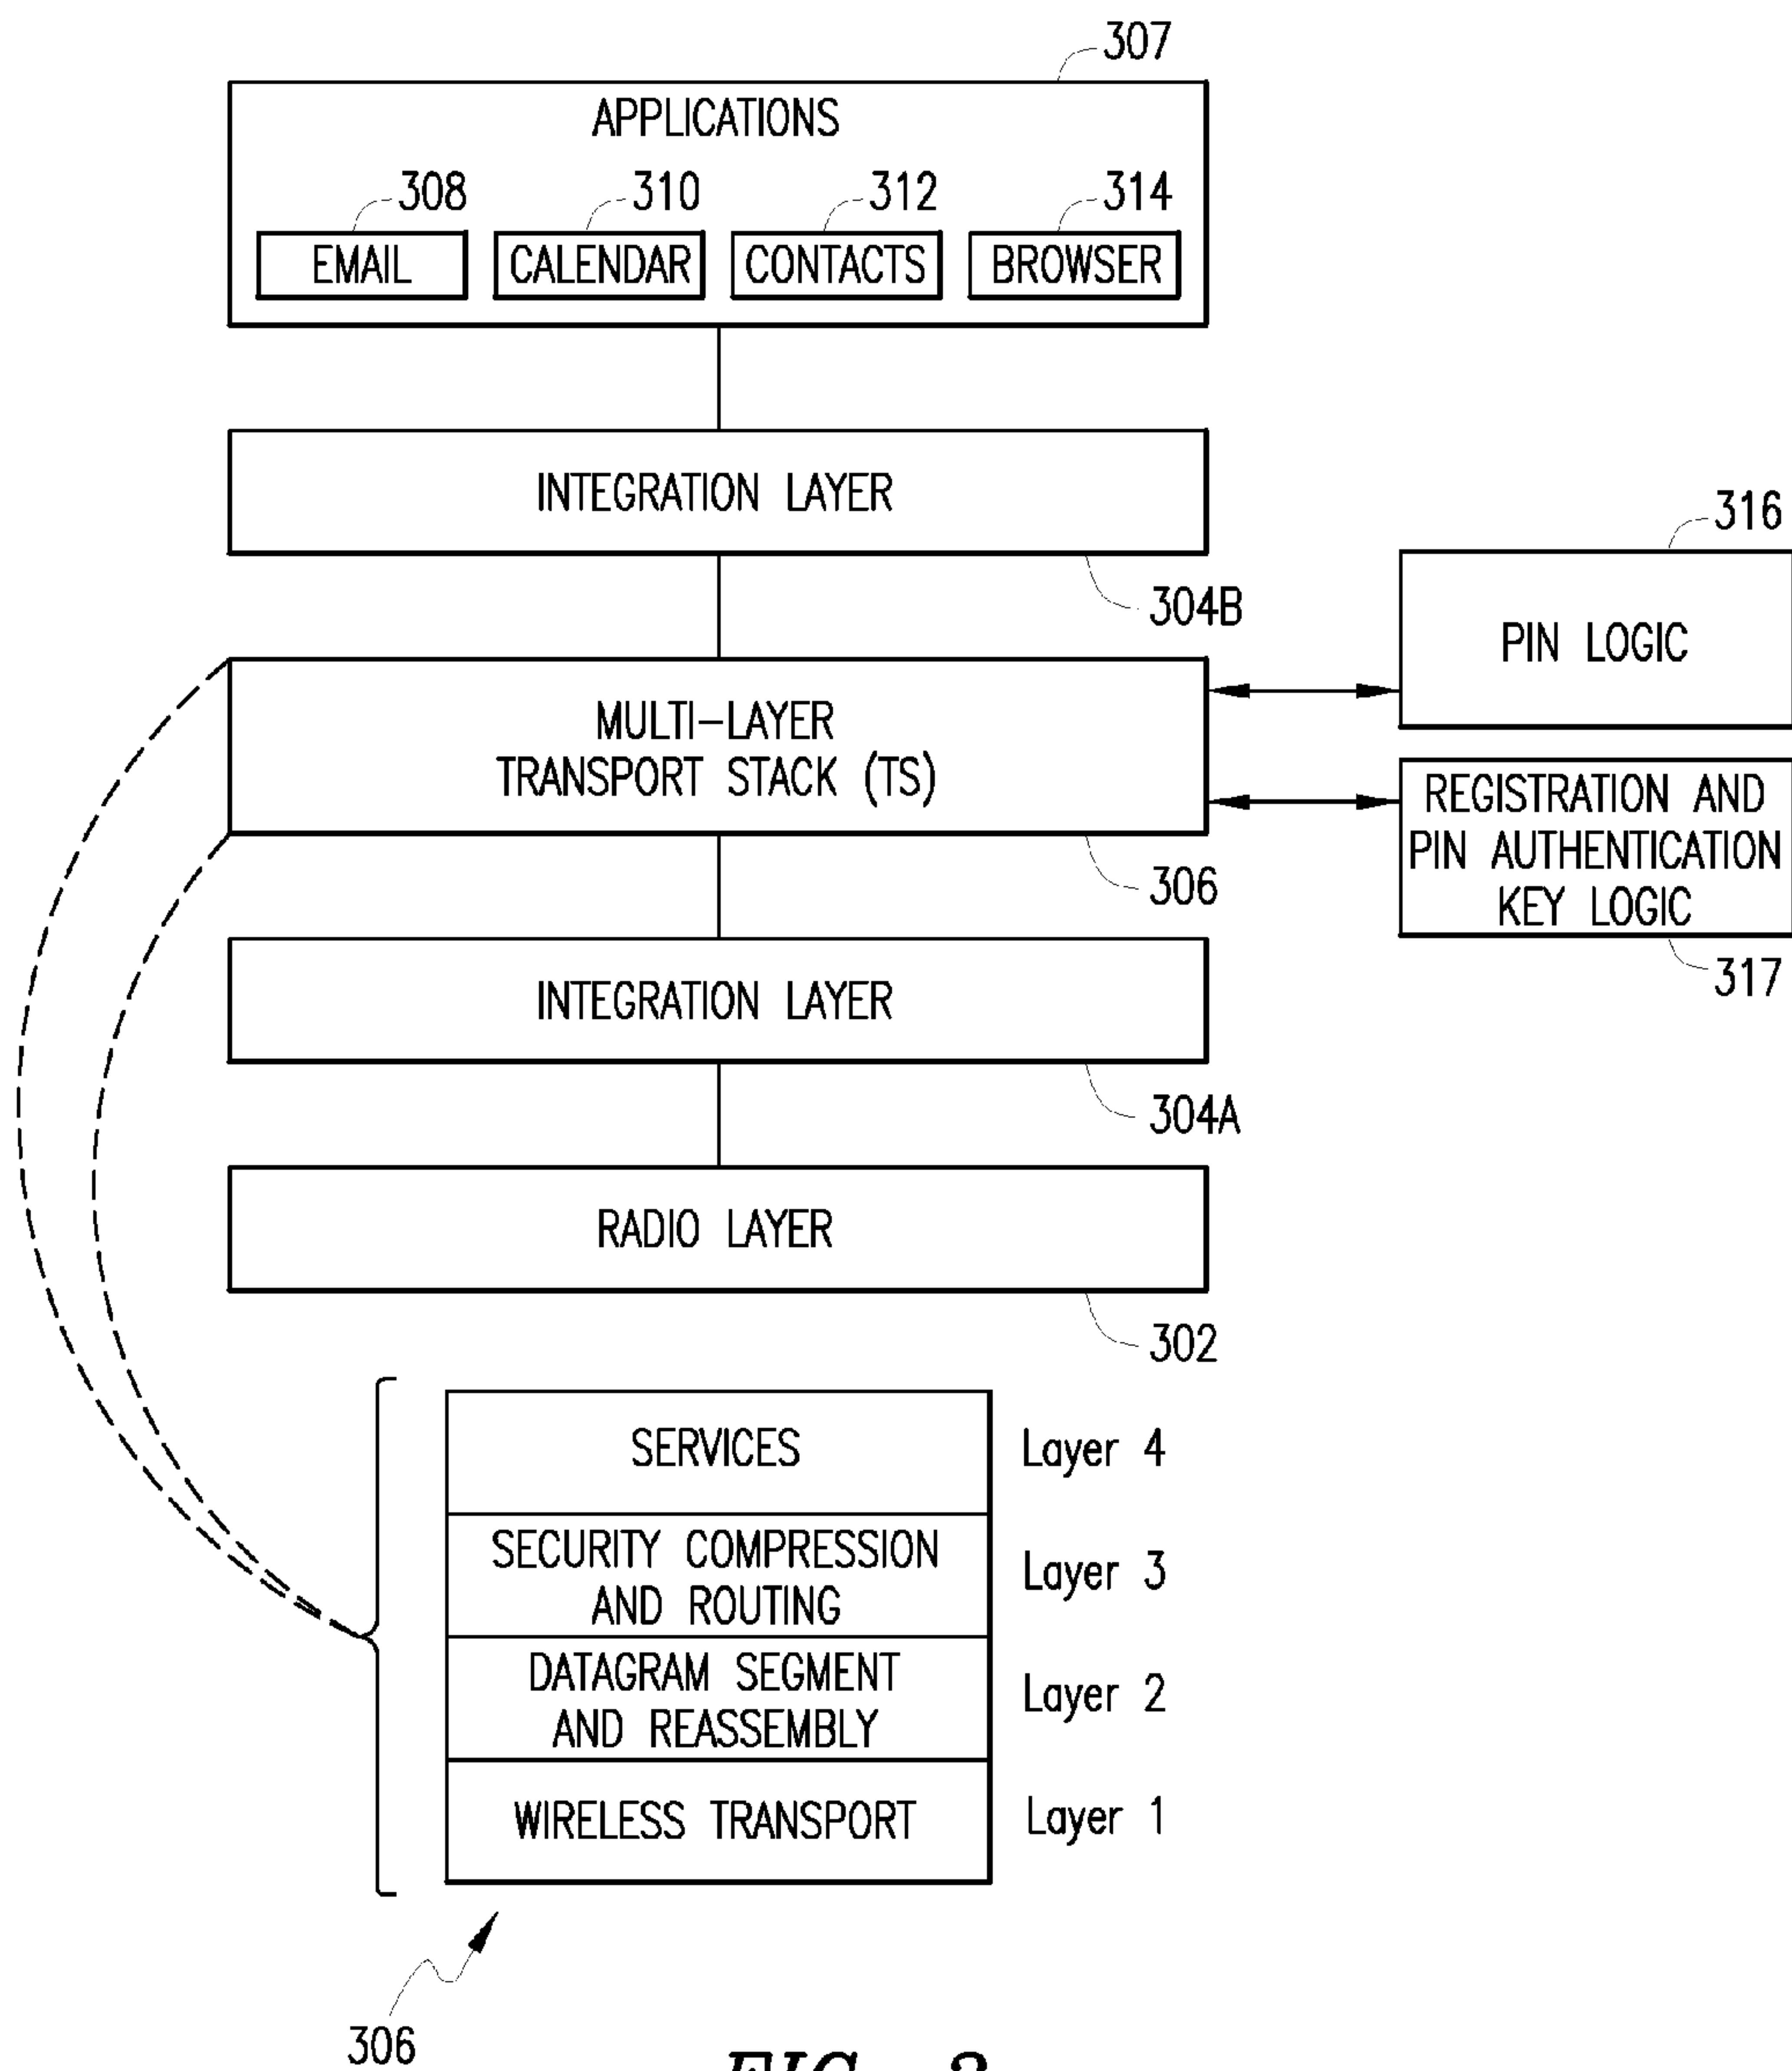 307
APPLICATIONS
308 310 312 314
EMAIL CALENDAR CONTACTS BROWSER
INTEGRATION LAYER
304B
316
PIN LOGIC
MULTI-LAYER
TRANSPORT STACK (TS)
306
REGISTRATION AND
PIN AUTHENTICATION
KEY LOGIC
317
INTEGRATION LAYER
304A
RADIO LAYER
302
SERVICES Layer 4
SECURITY COMPRESSION
AND ROUTING
Layer 3
DATAGRAM SEGMENT
AND REASSEMBLY
Layer 2
WIRELESS TRANSPORT Layer 1
306